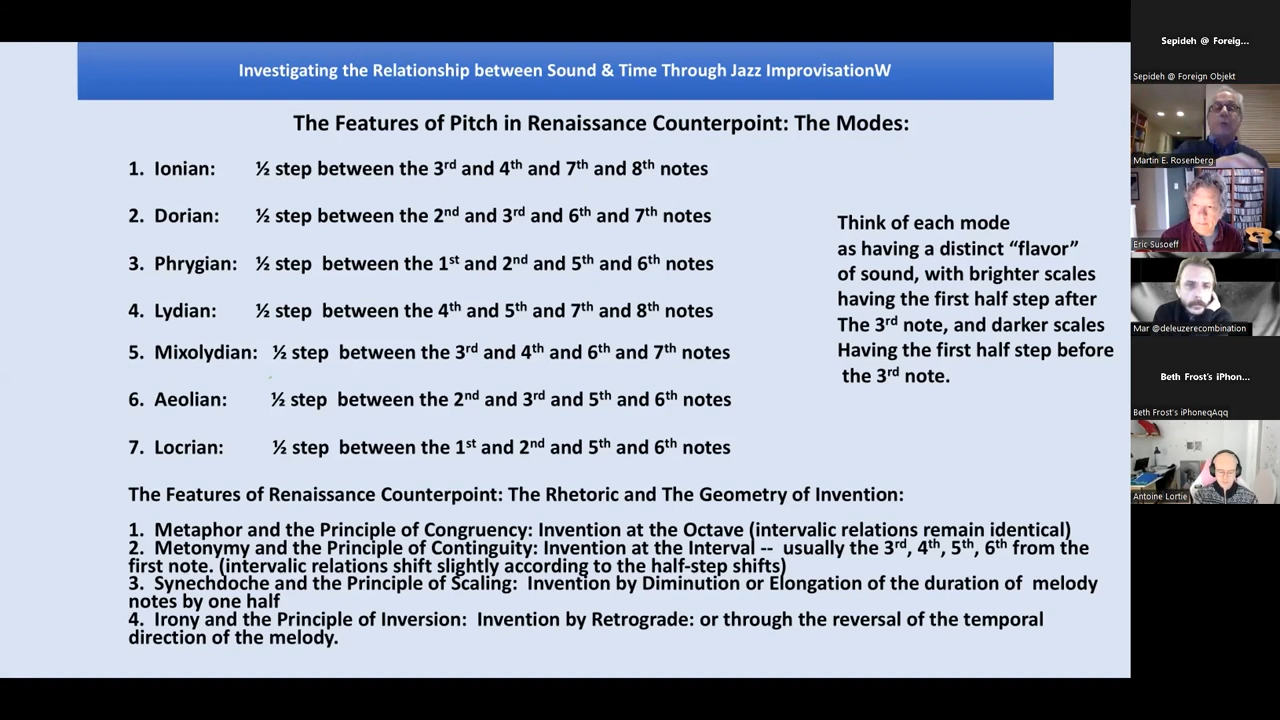 Investigating the Relationship between Sound & Time Through Jazz ImprovisationW
The Features of Pitch in Renaissance Counterpoint: The Modes:
1. Ionian: ½ step between the 3rd and 4th and 7th and 8th notes
2. Dorian: ½ step between the 2nd and 3rd and 6th and 7th notes
3. Phrygian: ½ step between the 1st and 2nd and 5th and 6th notes
4. Lydian: ½ step between the 4th and 5th and 7th and 8th notes
5. Mixolydian: ½ step between the 3rd and 4th and 6th and 7th notes
6. Aeolian: ½ step between the 2nd and 3rd and 5th and 6th notes
7. Locrian: ½ step between the 1st and 2nd and 5th and 6th notes
Think of each mode
as having a distinct “flavor”
of sound, with brighter scales
having the first half step after
The 3rd note, and darker scales
Having the first half step before
the 3rd note.
The Features of Renaissance Counterpoint: The Rhetoric and The Geometry of Invention:
1. Metaphor and the Principle of Congruency: Invention at the Octave (intervalic relations remain identical)
2. Metonymy and the Principle of Continguity: Invention at the Interval -- usually the 3rd, 4th, 5th, 6th from the
first note. (intervalic relations shift slightly according to the half-step shifts)
3. Synechdoche and the Principle of Scaling: Invention by Diminution or Elongation of the duration of melody
notes by one half
4. Irony and the Principle of Inversion: Invention by Retrograde: or through the reversal of the temporal
direction of the melody.
Sepideh @ Foreig...
Sepideh @ Foreign Objekt
Martin E. Rosenberg
Eric Susoeff
Mar @deleuzerecombination
Beth Frost's iPhon...
Beth Frost's iPhoneqAqq
Antoine Lortie